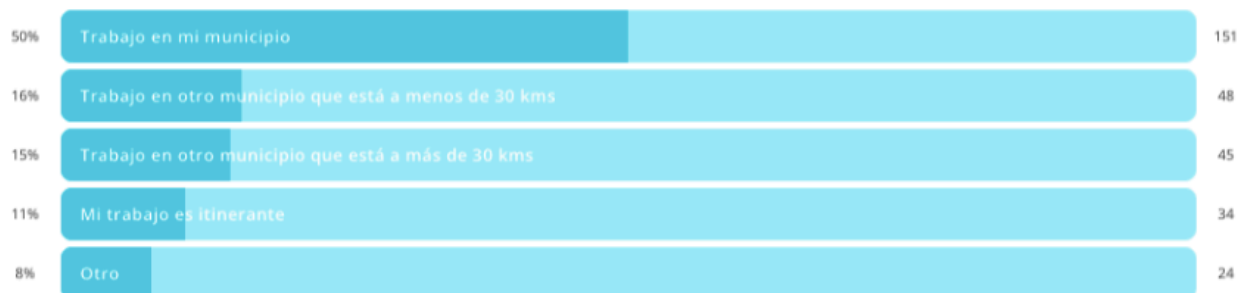 50% Trabajo en mi municipio 151
16% Trabajo en otro municipio que está a menos de 30 kms 48
15% Trabajo en otro municipio que está a más de 30 kms 45
11% Mi trabajo es itinerante 34
8% Otro 24